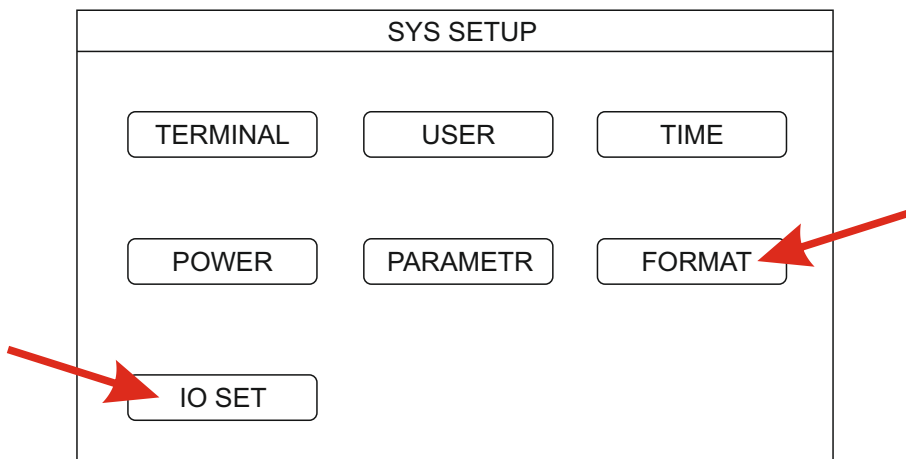 SYS SETUP
TERMINAL USER TIME
POWER PARAMETR FORMAT
IO SET